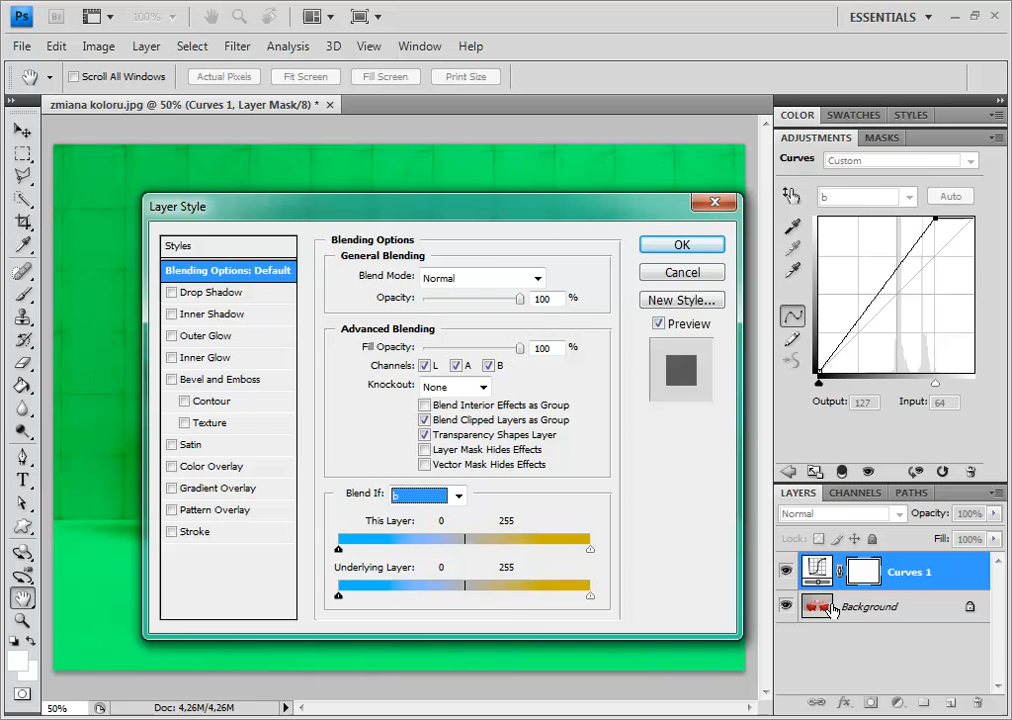 Ps Br 100% ESSENTIALS
File Edit Image Layer Select Filter Analysis 3D View Window Help
Scroll All Windows Actual Pixels Fit Screen Fill Screen Print Size
zmiana koloru.jpg @ 50% (Curves 1, Layer Mask/8) *
COLOR SWATCHES STYLES
ADJUSTMENTS MASKS
Curves Custom
b Auto
Output: 127 Input: 64
Layer Style
Styles
Blending Options: Default
Drop Shadow
Inner Shadow
Outer Glow
Inner Glow
Bevel and Emboss
Contour
Texture
Satin
Color Overlay
Gradient Overlay
Pattern Overlay
Stroke
Blending Options
General Blending
Blend Mode: Normal
Opacity: 100 %
Advanced Blending
Fill Opacity: 100 %
Channels: L A B
Knockout: None
Blend Interior Effects as Group
Blend Clipped Layers as Group
Transparency Shapes Layer
Layer Mask Hides Effects
Vector Mask Hides Effects
Blend If: b
This Layer: 0 255
Underlying Layer: 0 255
OK
Cancel
New Style...
Preview
LAYERS CHANNELS PATHS
Normal Opacity: 100%
Lock: Fill: 100%
Curves 1
Background
50% Doc: 4,26M/4,26M